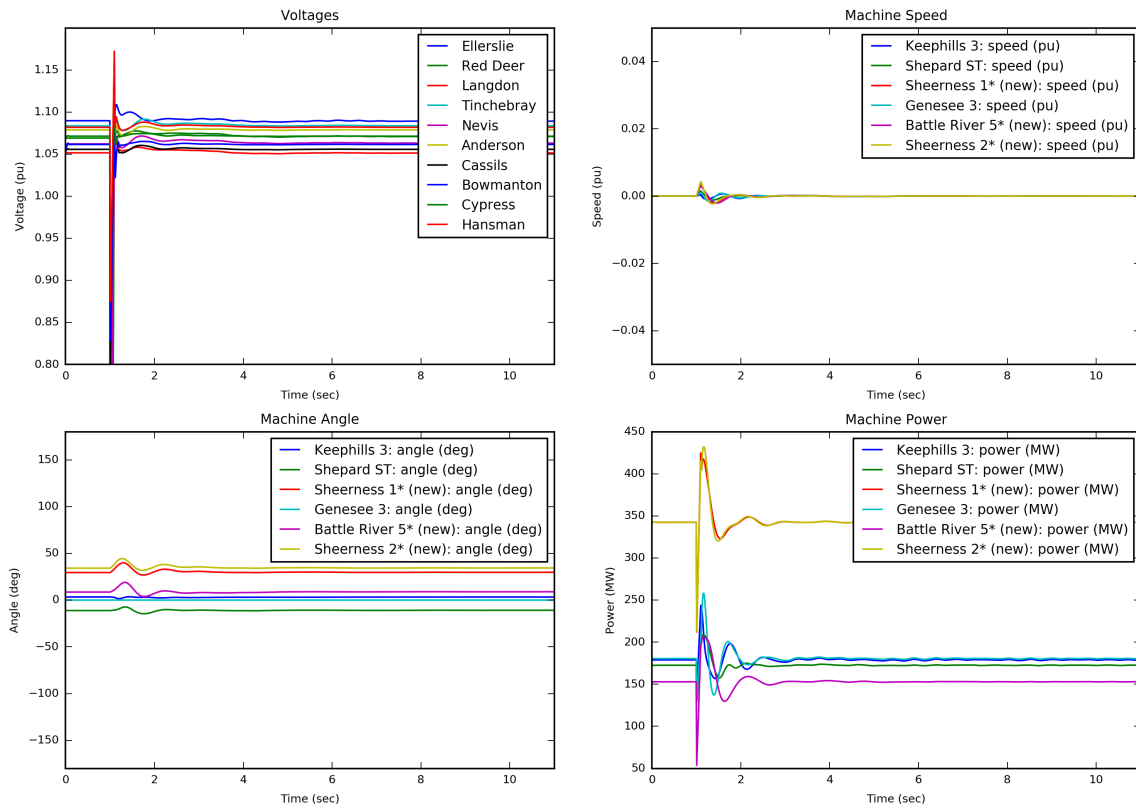 Voltages
1.15
1.10
1.05
1.00
0.95
0.90
0.85
0.80
Voltage (pu)
0
2
4
6
8
10
Time (sec)
Ellerslie
Red Deer
Langdon
Tinchebray
Nevis
Anderson
Cassils
Bowmanton
Cypress
Hansman
Machine Speed
0.04
0.02
0.00
−0.02
−0.04
Speed (pu)
0
2
4
6
8
10
Time (sec)
Keephills 3: speed (pu)
Shepard ST: speed (pu)
Sheerness 1* (new): speed (pu)
Genesee 3: speed (pu)
Battle River 5* (new): speed (pu)
Sheerness 2* (new): speed (pu)
Machine Angle
150
100
50
0
−50
−100
−150
Angle (deg)
0
2
4
6
8
10
Time (sec)
Keephills 3: angle (deg)
Shepard ST: angle (deg)
Sheerness 1* (new): angle (deg)
Genesee 3: angle (deg)
Battle River 5* (new): angle (deg)
Sheerness 2* (new): angle (deg)
Machine Power
450
400
350
300
250
200
150
100
50
Power (MW)
0
2
4
6
8
10
Time (sec)
Keephills 3: power (MW)
Shepard ST: power (MW)
Sheerness 1* (new): power (MW)
Genesee 3: power (MW)
Battle River 5* (new): power (MW)
Sheerness 2* (new): power (MW)